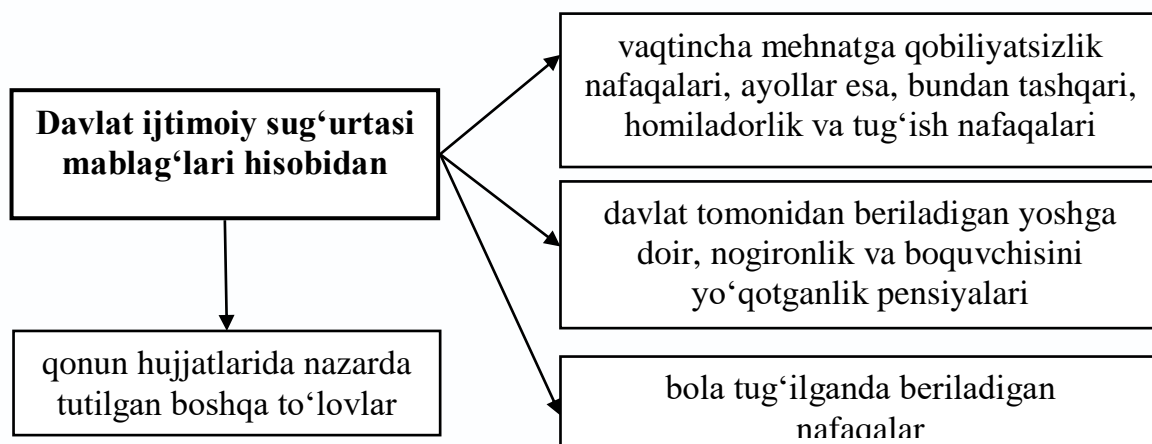 Davlat ijtimoiy sug‘urtasi
mablag‘lari hisobidan
vaqtincha mehnatga qobiliyatsizlik
nafaqalari, ayollar esa, bundan tashqari,
homiladorlik va tug‘ish nafaqalari
davlat tomonidan beriladigan yoshga
doir, nogironlik va boquvchisini
yo‘qotganlik pensiyalari
bola tug‘ilganda beriladigan
nafaqalar
qonun hujjatlarida nazarda
tutilgan boshqa to‘lovlar